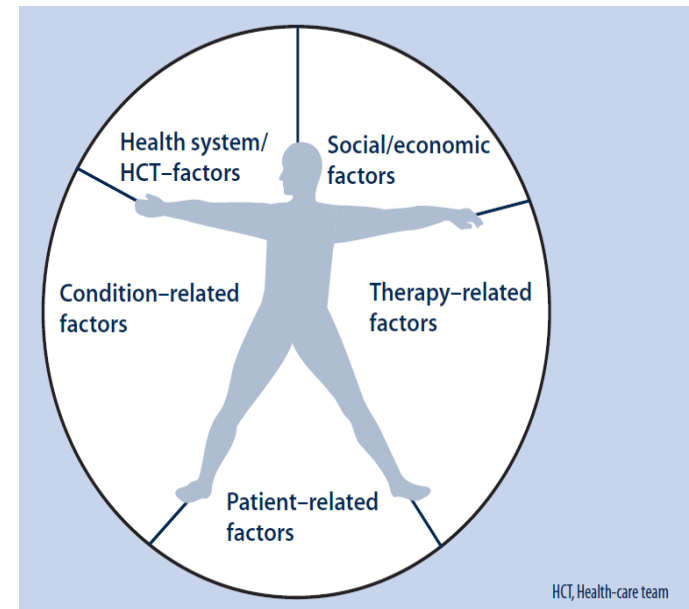 Health system/
HCT–factors
Social/economic
factors
Condition–related
factors
Therapy–related
factors
Patient–related
factors
HCT, Health-care team